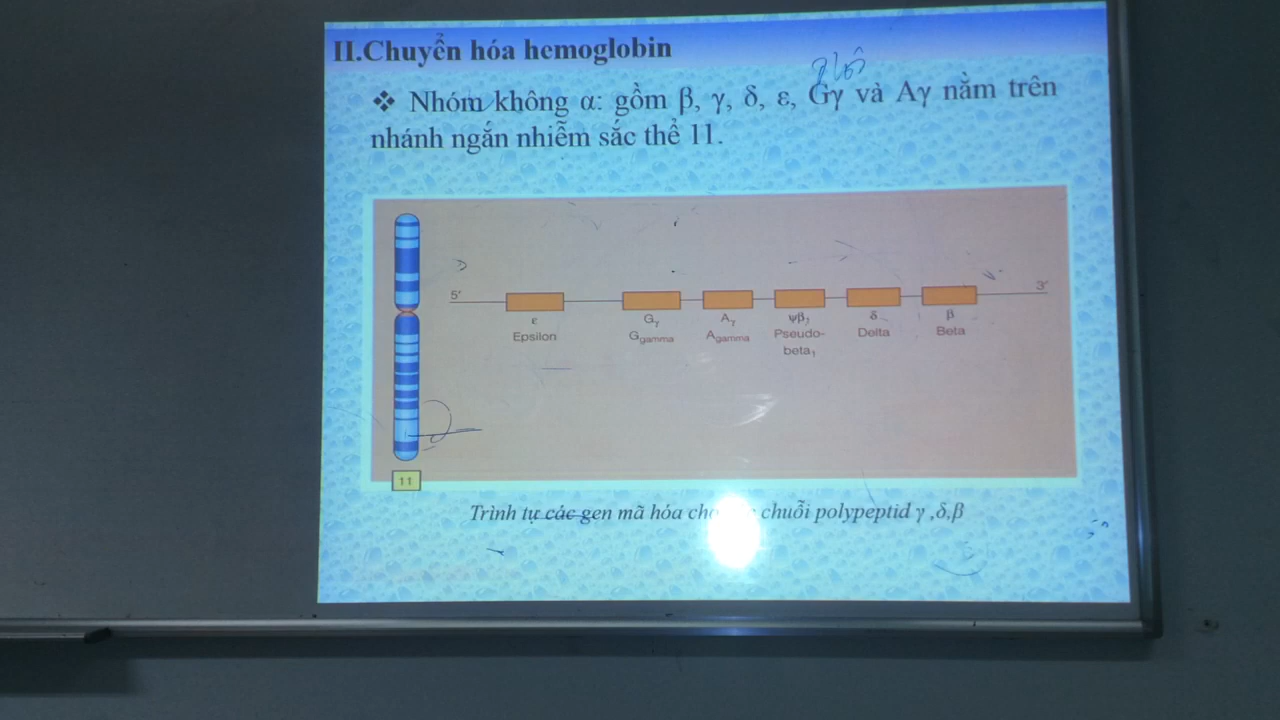 II.Chuyển hóa hemoglobin
❖ Nhóm không α: gồm β, γ, δ, ε, Gγ và Aγ nằm trên
nhánh ngắn nhiễm sắc thể 11.
5' 3'
ε Gγ Aγ ψβ₁ δ β
Epsilon Ggamma Agamma Pseudo-beta₁ Delta Beta
11
Trình tự các gen mã hóa cho chuỗi polypeptid γ ,δ,β